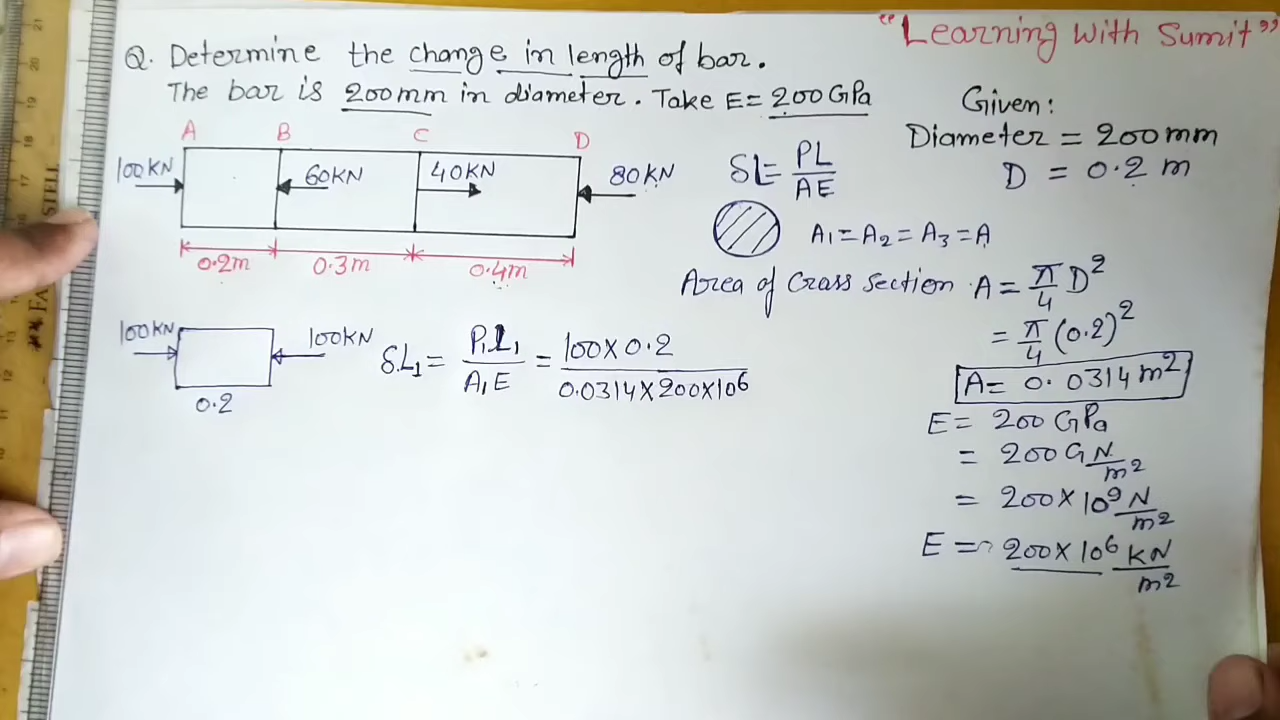 "Learning With Sumit"
Q. Determine the change in length of bar.
The bar is 200mm in diameter. Take E= 200 GPa
A B C D
100KN 60KN 40KN 80KN
0.2m 0.3m 0.4m
δL = PL/AE
A1 = A2 = A3 = A
Given:
Diameter = 200mm
D = 0.2 m
Area of Crass section A = π/4 D²
= π/4 (0.2)²
A= 0.0314 m²
E = 200 GPa
= 200 G N/m²
= 200×10⁹ N/m²
E = 200×10⁶ KN/m²
100KN 100KN
0.2
δL1 = P1L1/A1E = 100×0.2/0.0314×200×10⁶